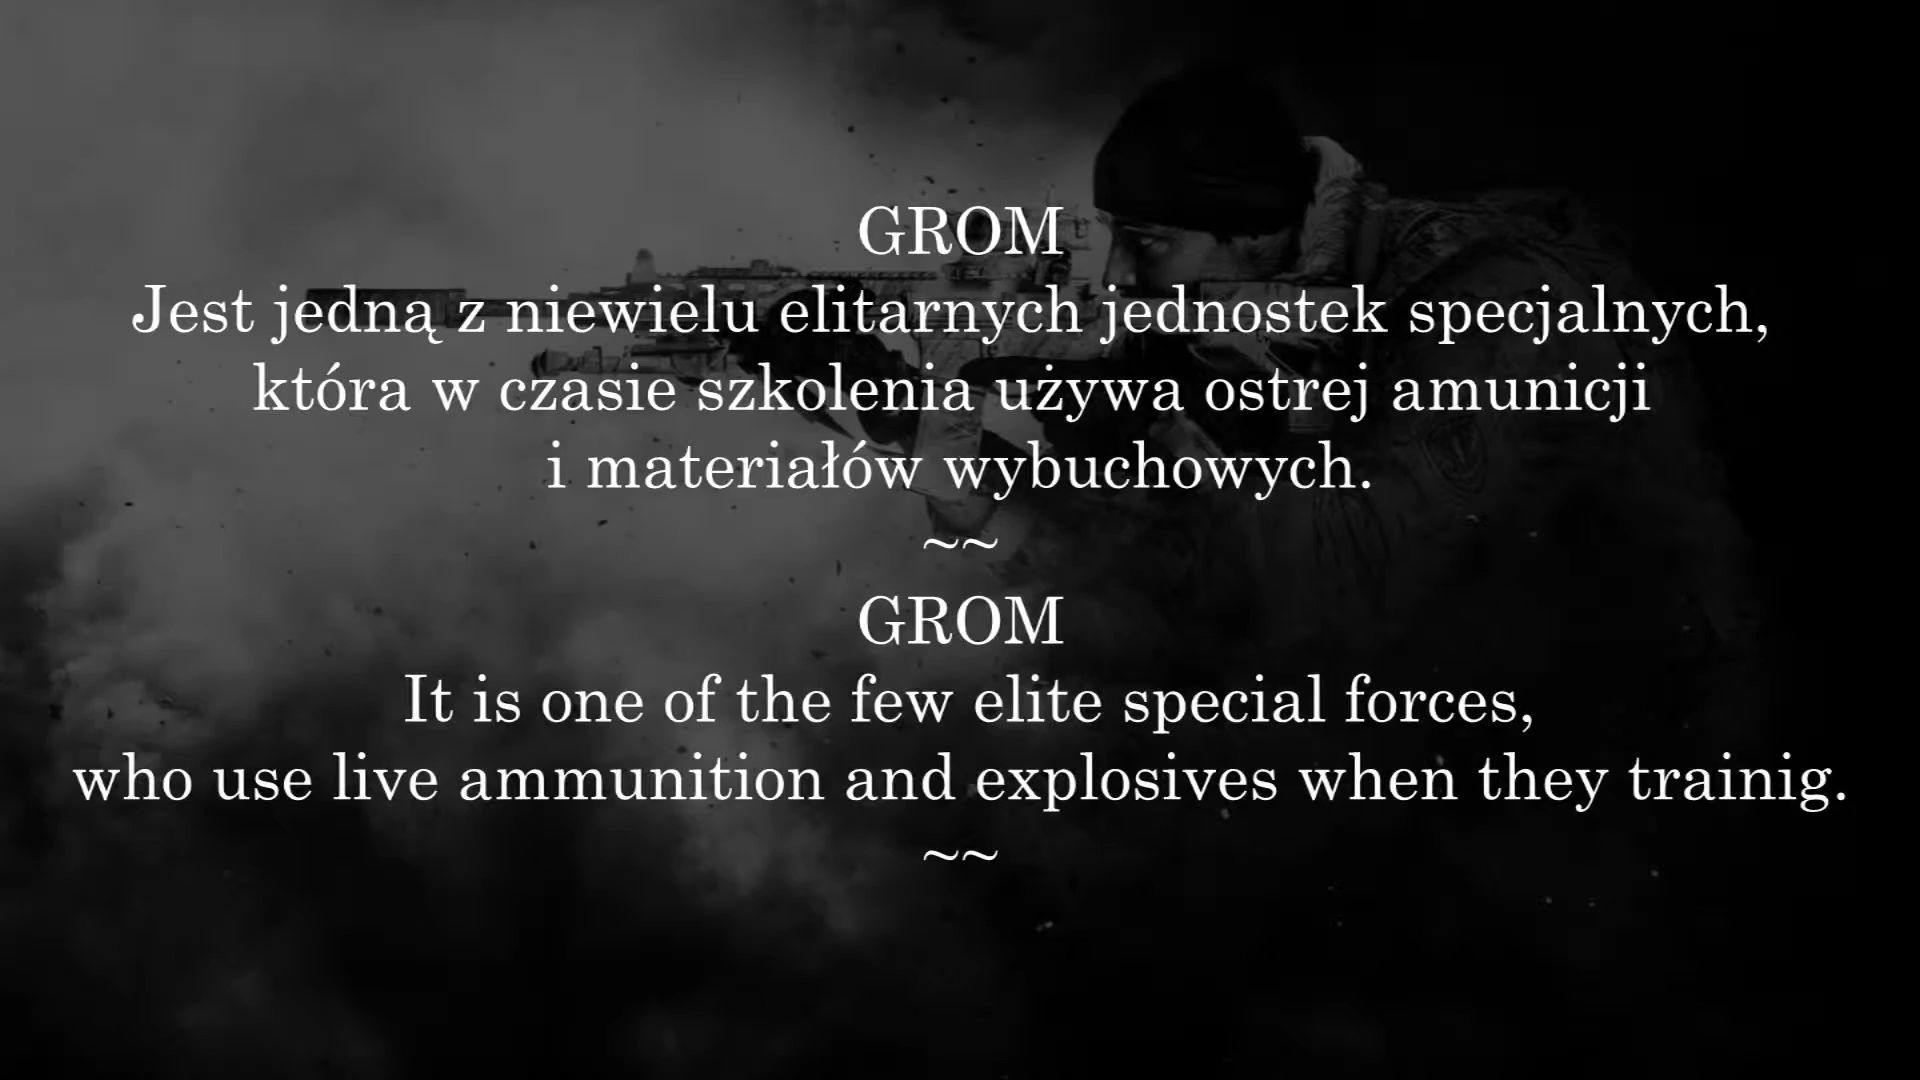 GROM
Jest jedną z niewielu elitarnych jednostek specjalnych,
która w czasie szkolenia używa ostrej amunicji
i materiałów wybuchowych.
~~
GROM
It is one of the few elite special forces,
who use live ammunition and explosives when they trainig.
~~